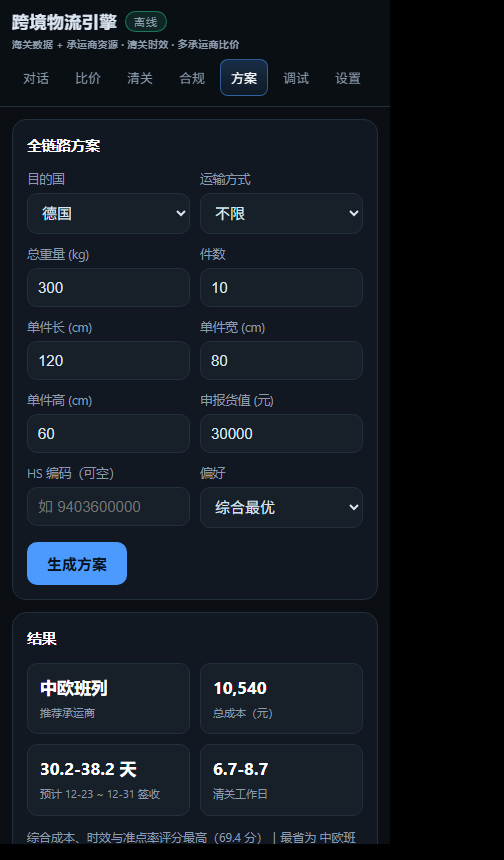 跨境物流引擎 离线
海关数据 + 承运商资源 · 清关时效 · 多承运商比价
对话 比价 清关 合规 方案 调试 设置
全链路方案
目的国 运输方式
德国 不限
总重量 (kg) 件数
300 10
单件长 (cm) 单件宽 (cm)
120 80
单件高 (cm) 申报货值 (元)
60 30000
HS 编码（可空） 偏好
如 9403600000 综合最优
生成方案
结果
中欧班列 10,540
推荐承运商 总成本（元）
30.2-38.2 天 6.7-8.7
预计 12-23 ~ 12-31 签收 清关工作日
综合成本、时效与准点率评分最高（69.4 分）｜最省为 中欧班